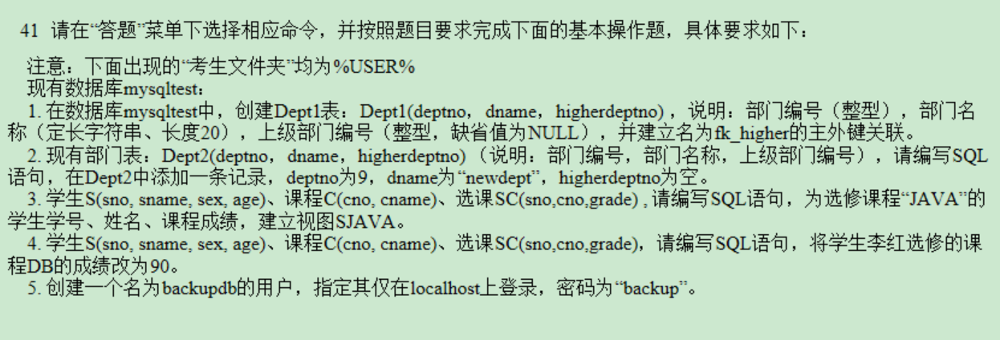 41 请在“答题”菜单下选择相应命令，并按照题目要求完成下面的基本操作题，具体要求如下：
注意：下面出现的“考生文件夹”均为%USER%
现有数据库mysqltest：
1. 在数据库mysqltest中，创建Dept1表：Dept1(deptno，dname，higherdeptno)，说明：部门编号（整型），部门名
称（定长字符串、长度20），上级部门编号（整型，缺省值为NULL），并建立名为fk_higher的主外键关联。
2. 现有部门表：Dept2(deptno，dname，higherdeptno)（说明：部门编号，部门名称，上级部门编号），请编写SQL
语句，在Dept2中添加一条记录，deptno为9，dname为“newdept”，higherdeptno为空。
3. 学生S(sno, sname, sex, age)、课程C(cno, cname)、选课SC(sno,cno,grade) ,请编写SQL语句，为选修课程“JAVA”的
学生学号、姓名、课程成绩，建立视图SJAVA。
4. 学生S(sno, sname, sex, age)、课程C(cno, cname)、选课SC(sno,cno,grade)，请编写SQL语句，将学生李红选修的课
程DB的成绩改为90。
5. 创建一个名为backupdb的用户，指定其仅在localhost上登录，密码为“backup”。